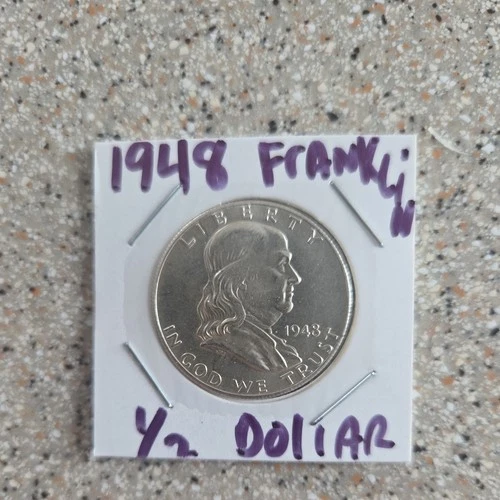 1948 FrANKliN
LIBERTY
1948
IN GOD WE TRUST
1/2 DOllAR